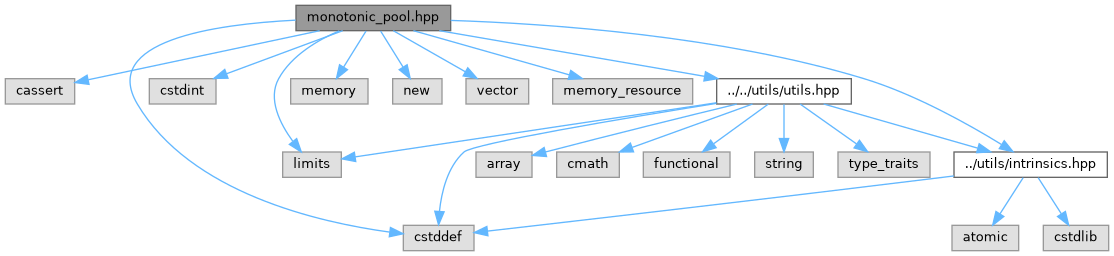 monotonic_pool.hpp
cassert
cstdint
memory
new
vector
memory_resource
../../utils/utils.hpp
limits
array
cmath
functional
string
type_traits
../utils/intrinsics.hpp
cstddef
atomic
cstdlib